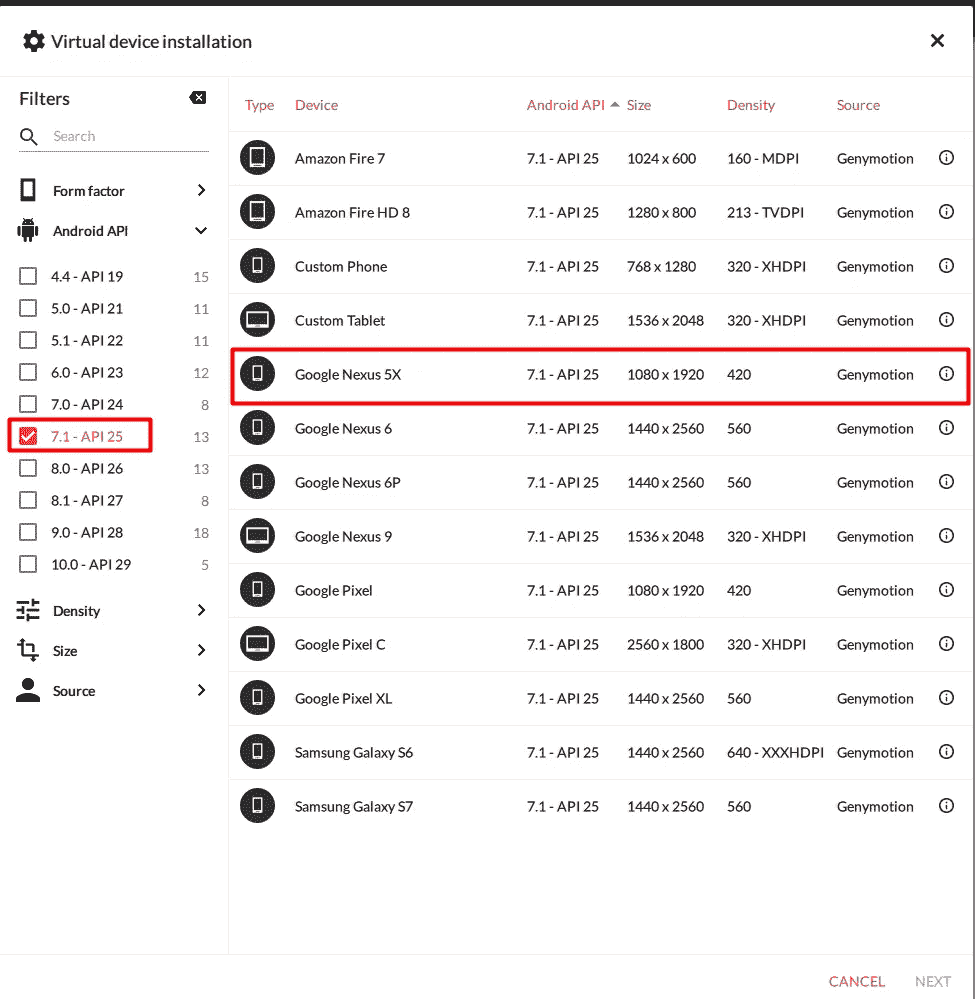 Virtual device installation
Filters
Search
Form factor
Android API
4.4 - API 19 15
5.0 - API 21 11
5.1 - API 22 11
6.0 - API 23 12
7.0 - API 24 8
7.1 - API 25 13
8.0 - API 26 13
8.1 - API 27 8
9.0 - API 28 18
10.0 - API 29 5
Density
Size
Source
Type Device Android API Size Density Source
Amazon Fire 7 7.1 - API 25 1024 x 600 160 - MDPI Genymotion
Amazon Fire HD 8 7.1 - API 25 1280 x 800 213 - TVDPI Genymotion
Custom Phone 7.1 - API 25 768 x 1280 320 - XHDPI Genymotion
Custom Tablet 7.1 - API 25 1536 x 2048 320 - XHDPI Genymotion
Google Nexus 5X 7.1 - API 25 1080 x 1920 420 Genymotion
Google Nexus 6 7.1 - API 25 1440 x 2560 560 Genymotion
Google Nexus 6P 7.1 - API 25 1440 x 2560 560 Genymotion
Google Nexus 9 7.1 - API 25 1536 x 2048 320 - XHDPI Genymotion
Google Pixel 7.1 - API 25 1080 x 1920 420 Genymotion
Google Pixel C 7.1 - API 25 2560 x 1800 320 - XHDPI Genymotion
Google Pixel XL 7.1 - API 25 1440 x 2560 560 Genymotion
Samsung Galaxy S6 7.1 - API 25 1440 x 2560 640 - XXXHDPI Genymotion
Samsung Galaxy S7 7.1 - API 25 1440 x 2560 560 Genymotion
CANCEL NEXT